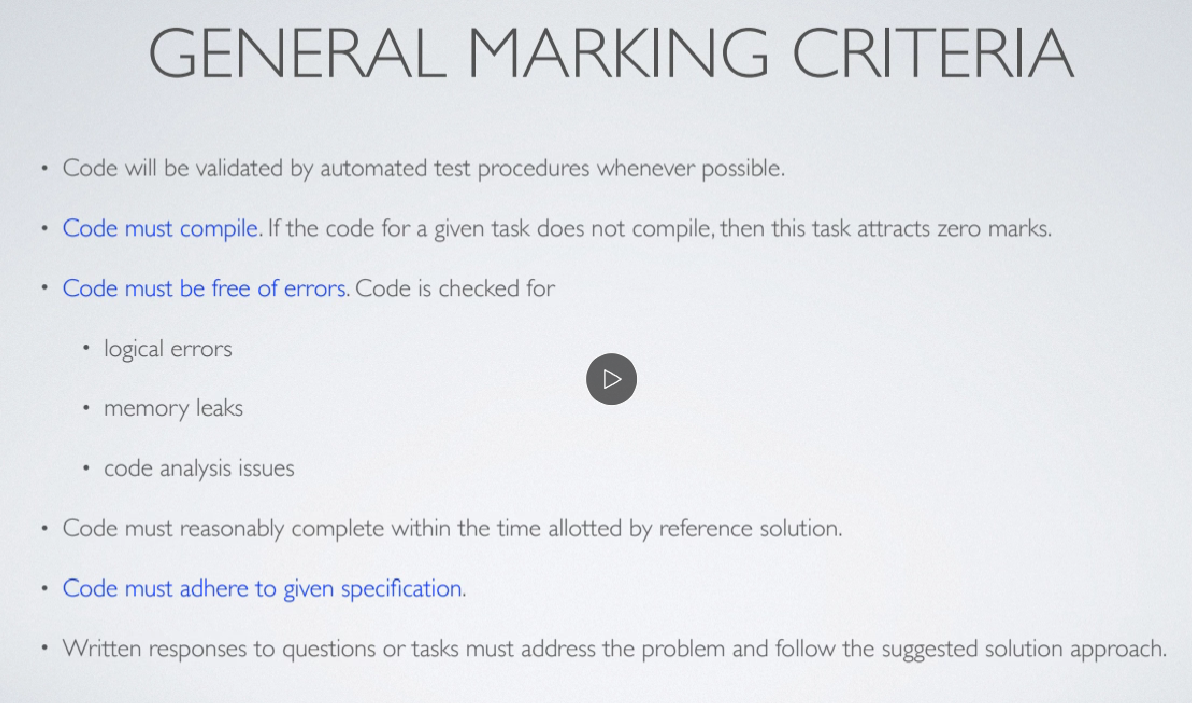 GENERAL MARKING CRITERIA
• Code will be validated by automated test procedures whenever possible.
• Code must compile. If the code for a given task does not compile, then this task attracts zero marks.
• Code must be free of errors. Code is checked for
• logical errors
• memory leaks
• code analysis issues
• Code must reasonably complete within the time allotted by reference solution.
• Code must adhere to given specification.
• Written responses to questions or tasks must address the problem and follow the suggested solution approach.